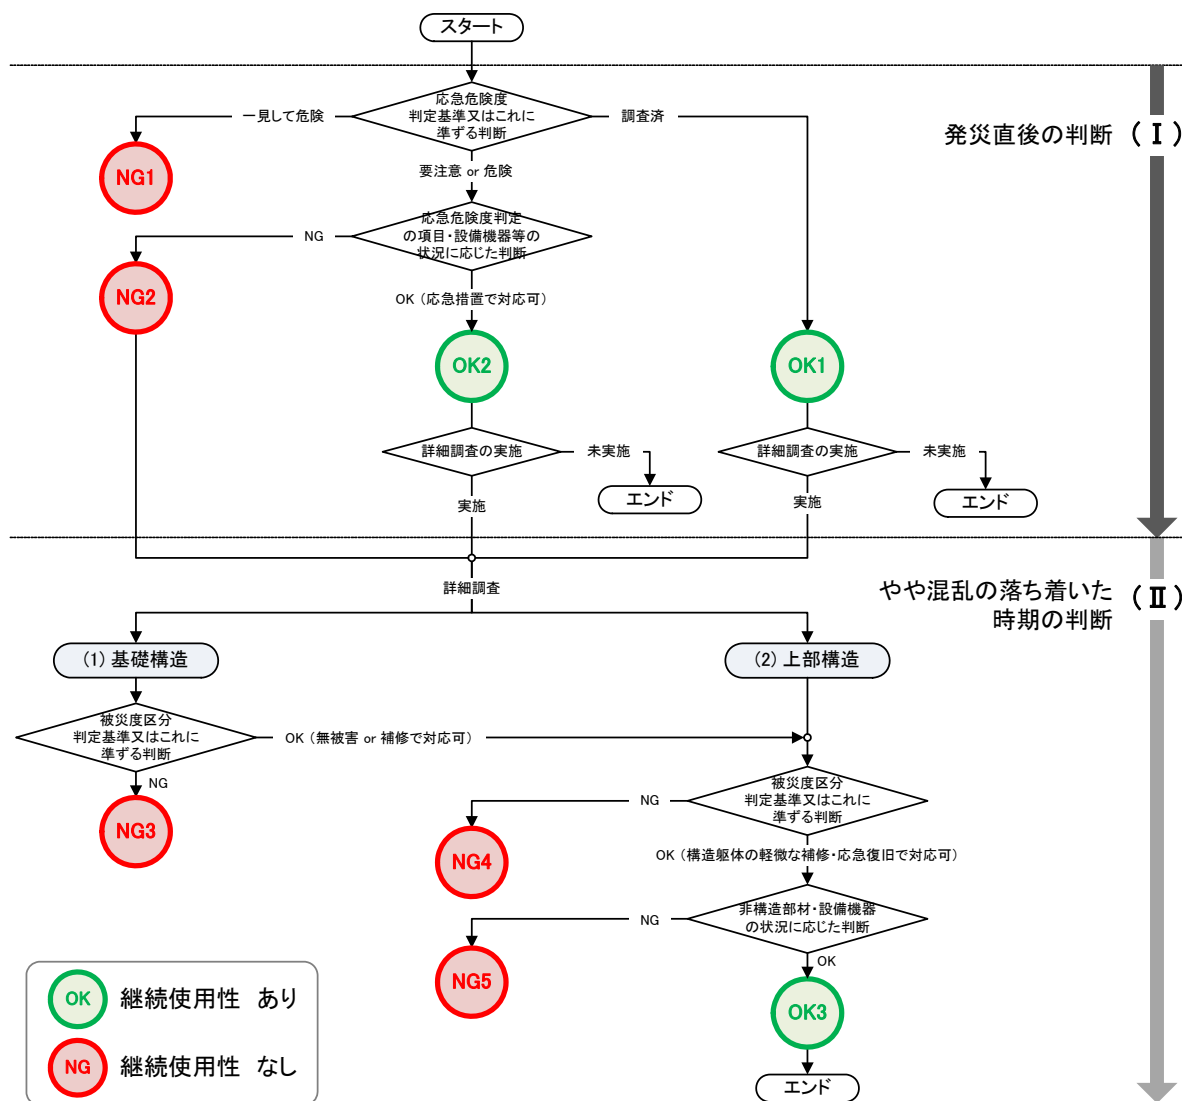 スタート
応急危険度
判定基準又はこれに
準ずる判断
一見して危険
調査済
発災直後の判断 (Ⅰ)
NG1
要注意 or 危険
応急危険度判定
の項目・設備機器等の
状況に応じた判断
NG
NG2
OK (応急措置で対応可)
OK2
OK1
詳細調査の実施
未実施
詳細調査の実施
未実施
エンド
エンド
実施
実施
詳細調査
やや混乱の落ち着いた
時期の判断
(Ⅱ)
(1) 基礎構造
(2) 上部構造
被災度区分
判定基準又はこれに
準ずる判断
OK (無被害 or 補修で対応可)
NG
NG3
被災度区分
判定基準又はこれに
準ずる判断
NG
NG4
OK (構造躯体の軽微な補修・応急復旧で対応可)
非構造部材・設備機器
の状況に応じた判断
NG
NG5
OK
OK3
エンド
OK 継続使用性 あり
NG 継続使用性 なし